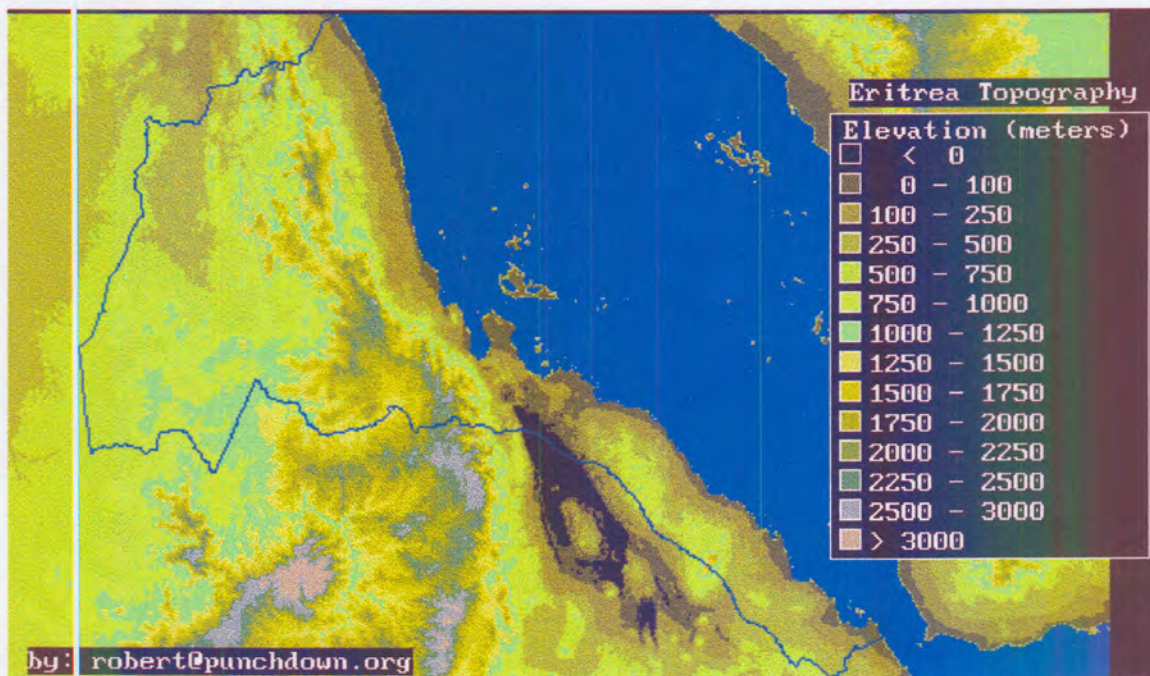 Eritrea Topography
Elevation (meters)
< 0
0 - 100
100 - 250
250 - 500
500 - 750
750 - 1000
1000 - 1250
1250 - 1500
1500 - 1750
1750 - 2000
2000 - 2250
2250 - 2500
2500 - 3000
> 3000
by: robert@punchdown.org